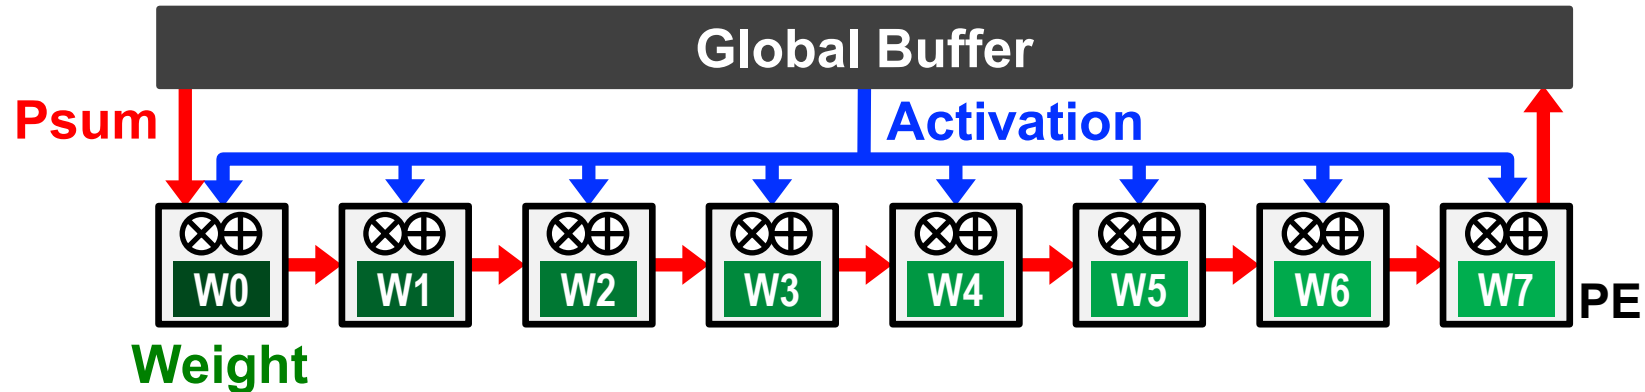 Global Buffer
Psum
Activation
W0 W1 W2 W3 W4 W5 W6 W7
PE
Weight